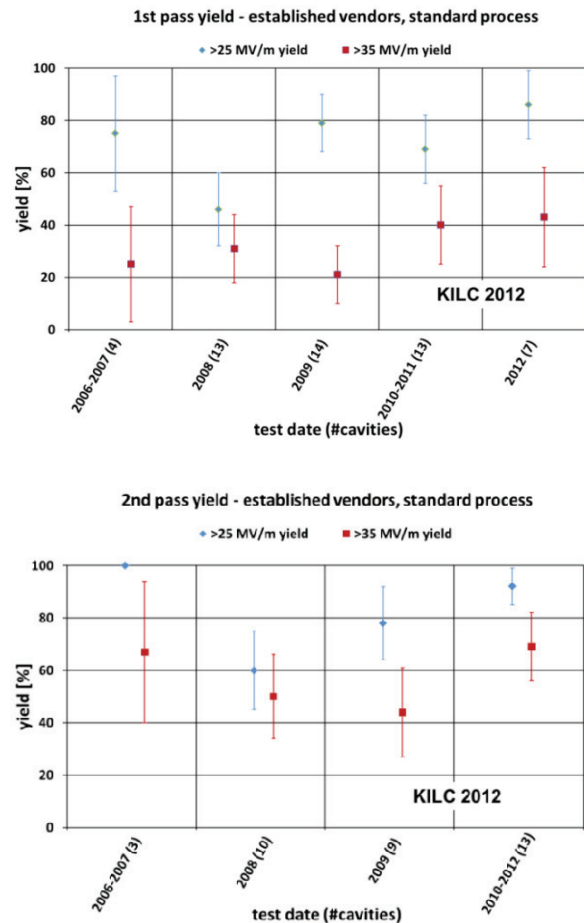 1st pass yield - established vendors, standard process
>25 MV/m yield >35 MV/m yield
100
80
60
40
20
0
yield [%]
KILC 2012
2006-2007 (4)
2008 (13)
2009 (14)
2010-2011 (13)
2012 (7)
test date (#cavities)
2nd pass yield - established vendors, standard process
>25 MV/m yield >35 MV/m yield
100
80
60
40
20
0
yield [%]
KILC 2012
2006-2007 (3)
2008 (10)
2009 (9)
2010-2012 (13)
test date (#cavities)